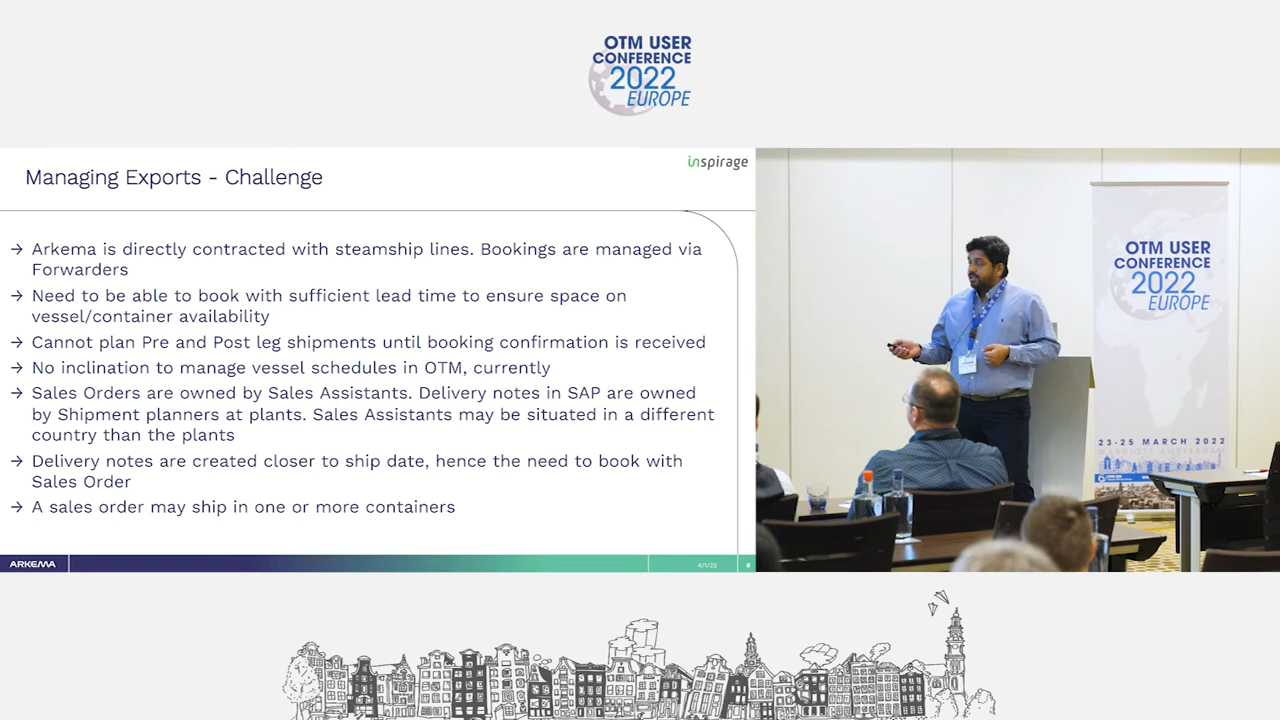 OTM USER
CONFERENCE
2022
EUROPE
inspirage
Managing Exports - Challenge
→ Arkema is directly contracted with steamship lines. Bookings are managed via
Forwarders
→ Need to be able to book with sufficient lead time to ensure space on
vessel/container availability
→ Cannot plan Pre and Post leg shipments until booking confirmation is received
→ No inclination to manage vessel schedules in OTM, currently
→ Sales Orders are owned by Sales Assistants. Delivery notes in SAP are owned
by Shipment planners at plants. Sales Assistants may be situated in a different
country than the plants
→ Delivery notes are created closer to ship date, hence the need to book with
Sales Order
→ A sales order may ship in one or more containers
ARKEMA
4/1/22
8
OTM USER
CONFERENCE
2022
EUROPE
23-25 MARCH 2022
MARRIOTT AMSTERDAM